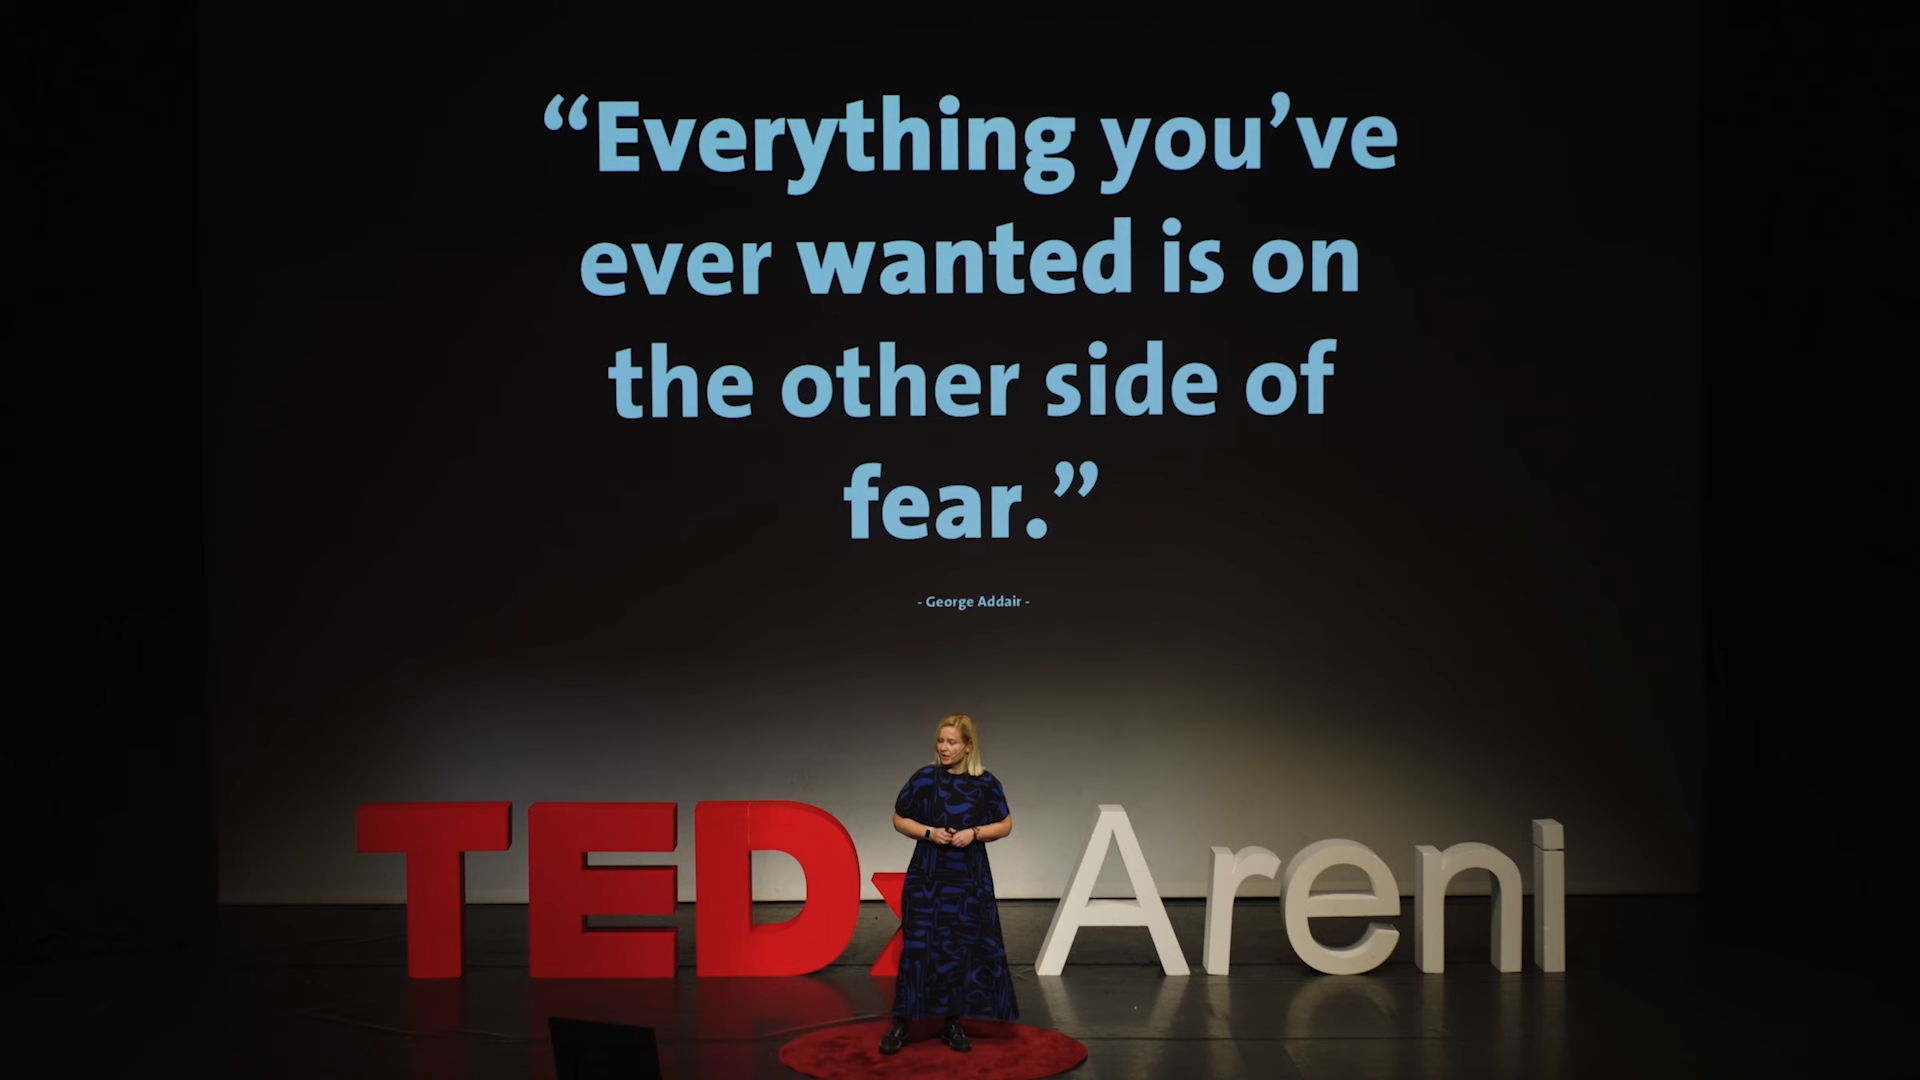 “Everything you’ve
ever wanted is on
the other side of
fear.”
- George Addair -
TEDx Areni